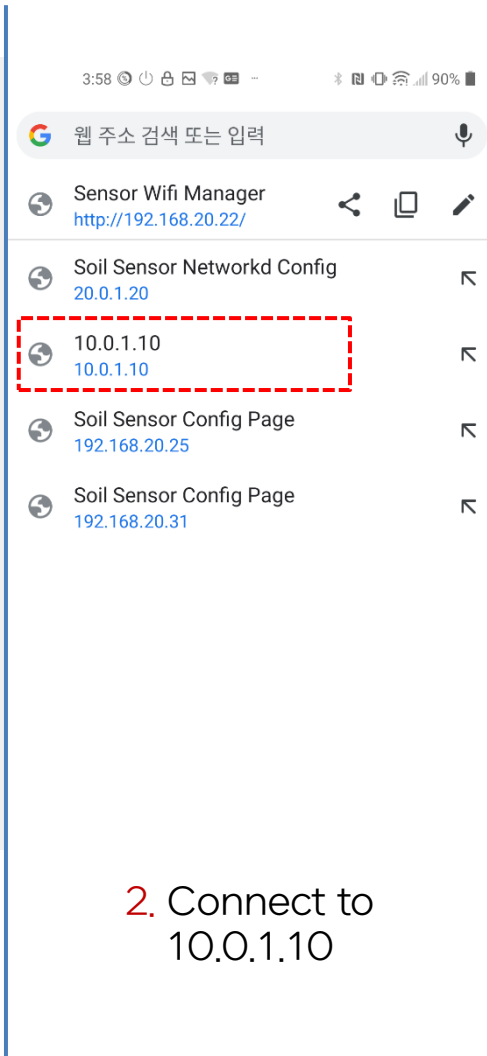 3:58 90%
웹 주소 검색 또는 입력
Sensor Wifi Manager
http://192.168.20.22/
Soil Sensor Networkd Config
20.0.1.20
10.0.1.10
10.0.1.10
Soil Sensor Config Page
192.168.20.25
Soil Sensor Config Page
192.168.20.31
2. Connect to
10.0.1.10